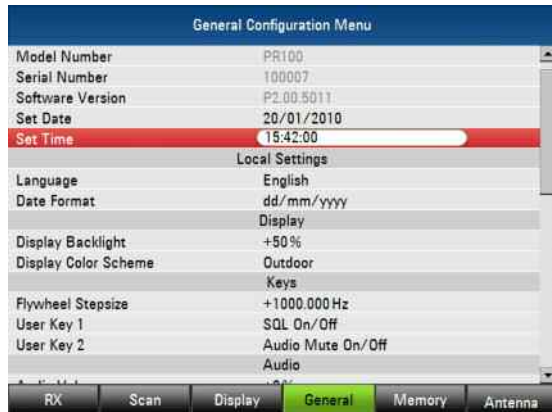 General Configuration Menu
Model Number PR100
Serial Number 100007
Software Version P2.00.5011
Set Date 20/01/2010
Set Time 15:42:00
Local Settings
Language English
Date Format dd/mm/yyyy
Display
Display Backlight +50%
Display Color Scheme Outdoor
Keys
Flywheel Stepsize +1000.000 Hz
User Key 1 SQL On/Off
User Key 2 Audio Mute On/Off
Audio
RX Scan Display General Memory Antenna